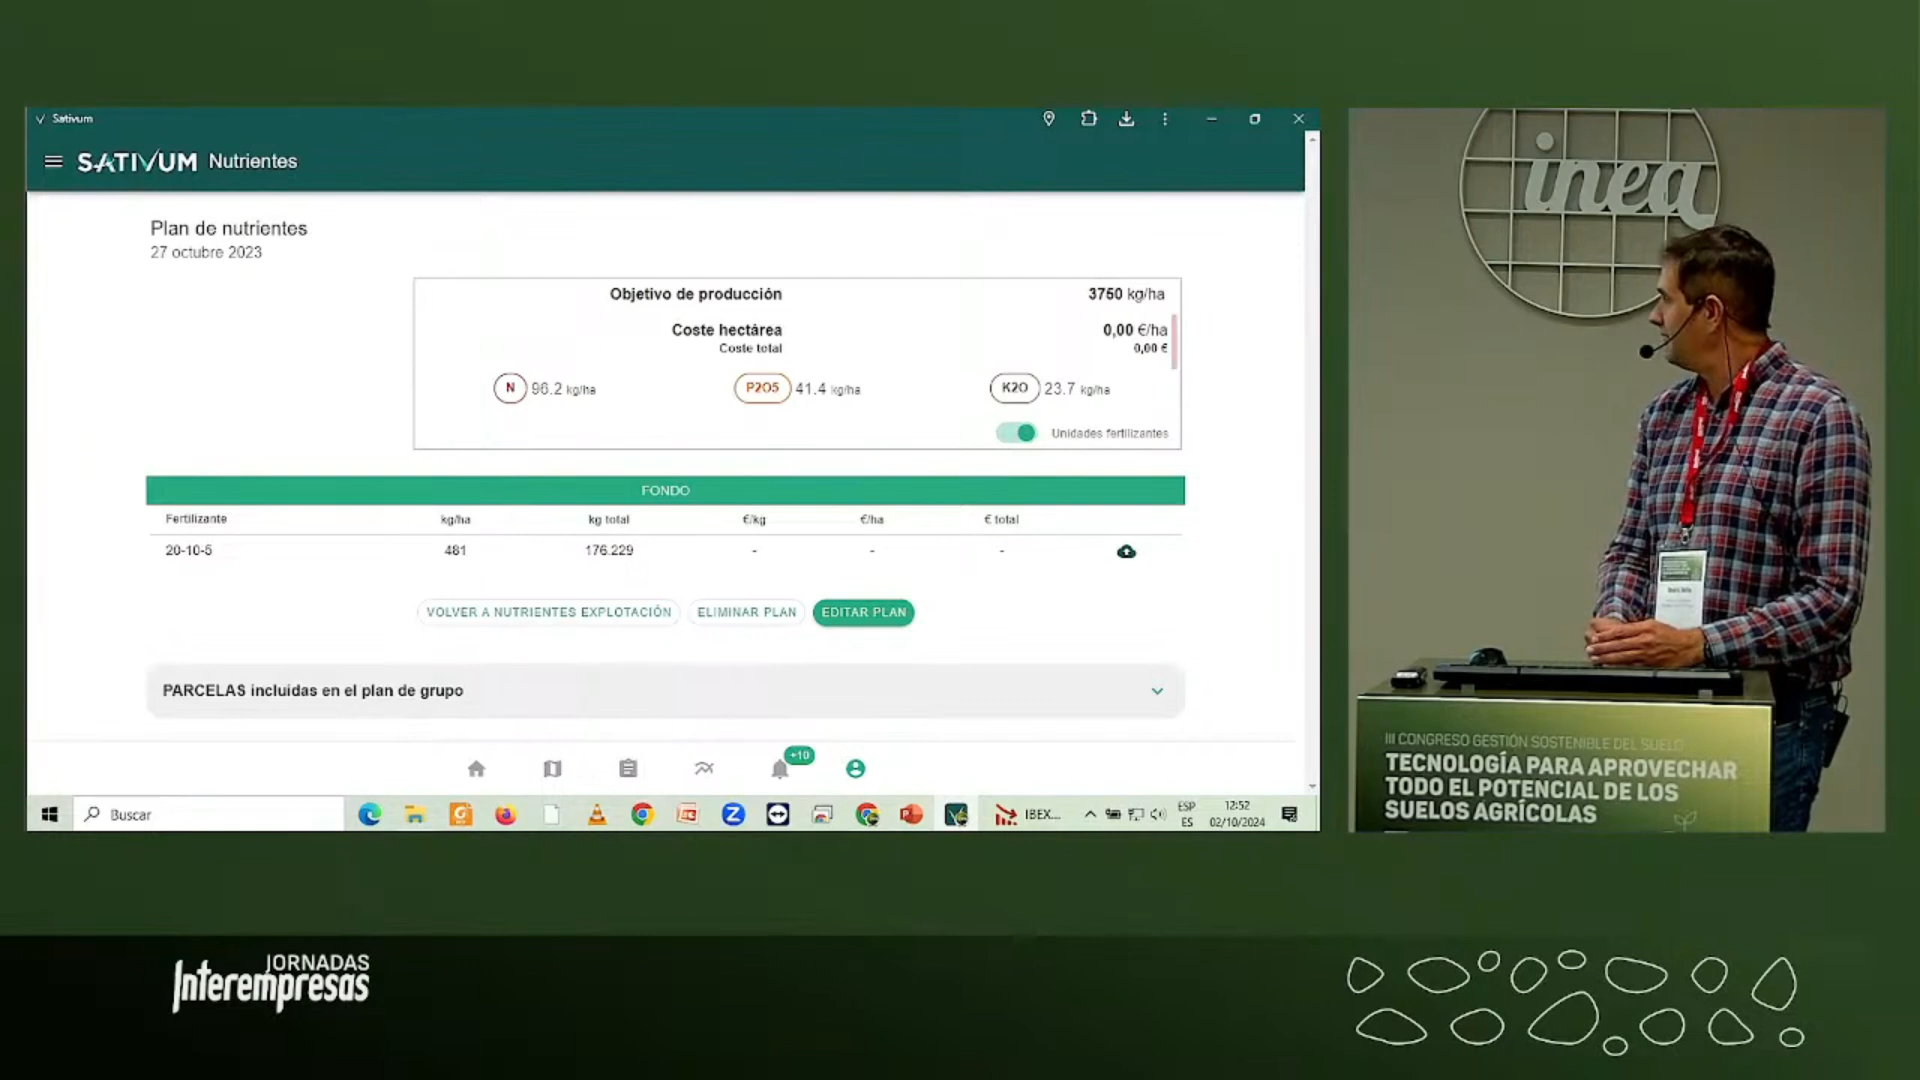 Sativum
SATIVUM Nutrientes
Plan de nutrientes
27 octubre 2023
Objetivo de producción 3750 kg/ha
Coste hectárea 0,00 €/ha
Coste total 0,00 €
N 96.2 kg/ha P2O5 41.4 kg/ha K2O 23.7 kg/ha
Unidades fertilizantes
FONDO
Fertilizante kg/ha kg total €/kg €/ha € total
20-10-5 481 176.229 - - -
VOLVER A NUTRIENTES EXPLOTACIÓN ELIMINAR PLAN EDITAR PLAN
PARCELAS incluidas en el plan de grupo
+10
Buscar
IBEX...
ESP
ES
12:52
02/10/2024
inea
III CONGRESO GESTIÓN SOSTENIBLE DEL SUELO
TECNOLOGÍA PARA APROVECHAR
TODO EL POTENCIAL DE LOS
SUELOS AGRÍCOLAS
JORNADAS
Interempresas